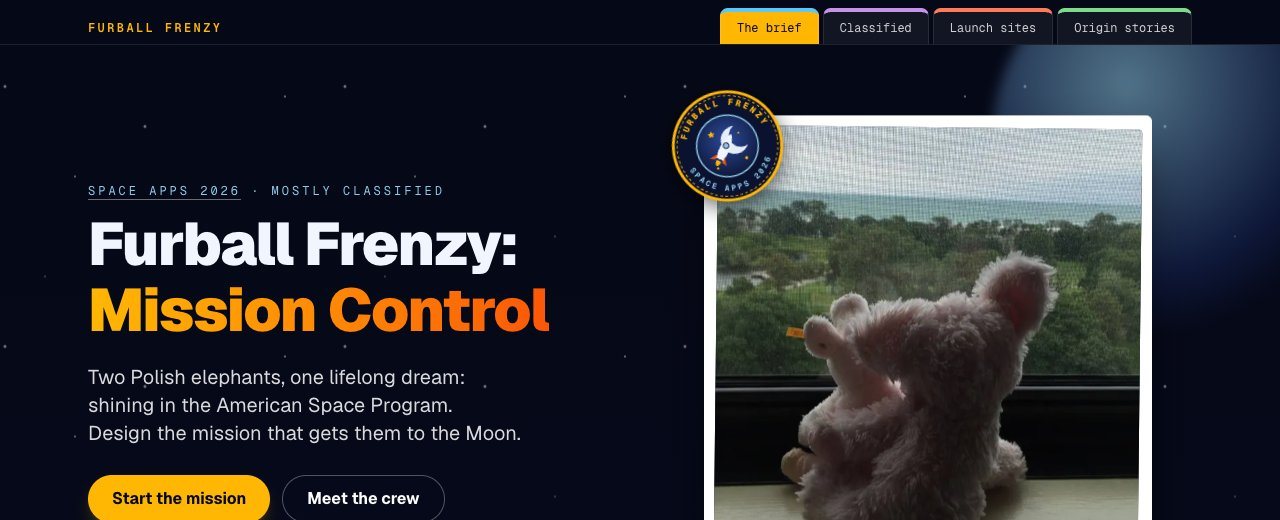 FURBALL FRENZY
The brief
Classified
Launch sites
Origin stories
FURBALL FRENZY
SPACE APPS 2026
SPACE APPS 2026 · MOSTLY CLASSIFIED
Furball Frenzy:
Mission Control
Two Polish elephants, one lifelong dream:
shining in the American Space Program.
Design the mission that gets them to the Moon.
Start the mission
Meet the crew